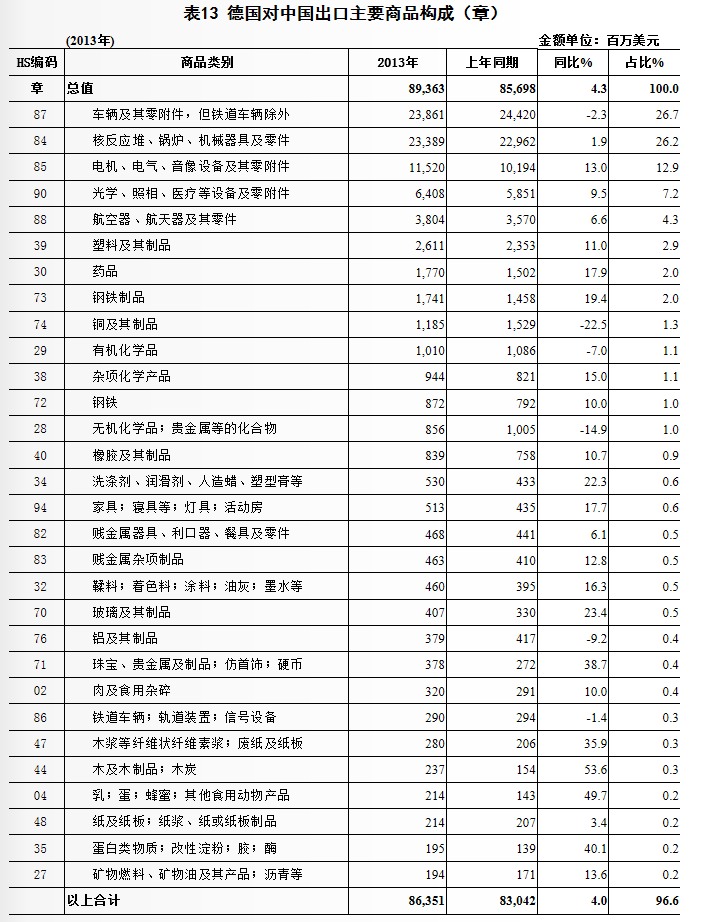 表13 德国对中国出口主要商品构成（章）
(2013年) 金额单位：百万美元
HS编码 商品类别 2013年 上年同期 同比% 占比%
章 总值 89,363 85,698 4.3 100.0
87 车辆及其零附件，但铁道车辆除外 23,861 24,420 -2.3 26.7
84 核反应堆、锅炉、机械器具及零件 23,389 22,962 1.9 26.2
85 电机、电气、音像设备及其零附件 11,520 10,194 13.0 12.9
90 光学、照相、医疗等设备及零附件 6,408 5,851 9.5 7.2
88 航空器、航天器及其零件 3,804 3,570 6.6 4.3
39 塑料及其制品 2,611 2,353 11.0 2.9
30 药品 1,770 1,502 17.9 2.0
73 钢铁制品 1,741 1,458 19.4 2.0
74 铜及其制品 1,185 1,529 -22.5 1.3
29 有机化学品 1,010 1,086 -7.0 1.1
38 杂项化学产品 944 821 15.0 1.1
72 钢铁 872 792 10.0 1.0
28 无机化学品；贵金属等的化合物 856 1,005 -14.9 1.0
40 橡胶及其制品 839 758 10.7 0.9
34 洗涤剂、润滑剂、人造蜡、塑型膏等 530 433 22.3 0.6
94 家具；寝具等；灯具；活动房 513 435 17.7 0.6
82 贱金属器具、利口器、餐具及零件 468 441 6.1 0.5
83 贱金属杂项制品 463 410 12.8 0.5
32 鞣料；着色料；涂料；油灰；墨水等 460 395 16.3 0.5
70 玻璃及其制品 407 330 23.4 0.5
76 铝及其制品 379 417 -9.2 0.4
71 珠宝、贵金属及制品；仿首饰；硬币 378 272 38.7 0.4
02 肉及食用杂碎 320 291 10.0 0.4
86 铁道车辆；轨道装置；信号设备 290 294 -1.4 0.3
47 木浆等纤维状纤维素浆；废纸及纸板 280 206 35.9 0.3
44 木及木制品；木炭 237 154 53.6 0.3
04 乳；蛋；蜂蜜；其他食用动物产品 214 143 49.7 0.2
48 纸及纸板；纸浆、纸或纸板制品 214 207 3.4 0.2
35 蛋白类物质；改性淀粉；胶；酶 195 139 40.1 0.2
27 矿物燃料、矿物油及其产品；沥青等 194 171 13.6 0.2
以上合计 86,351 83,042 4.0 96.6